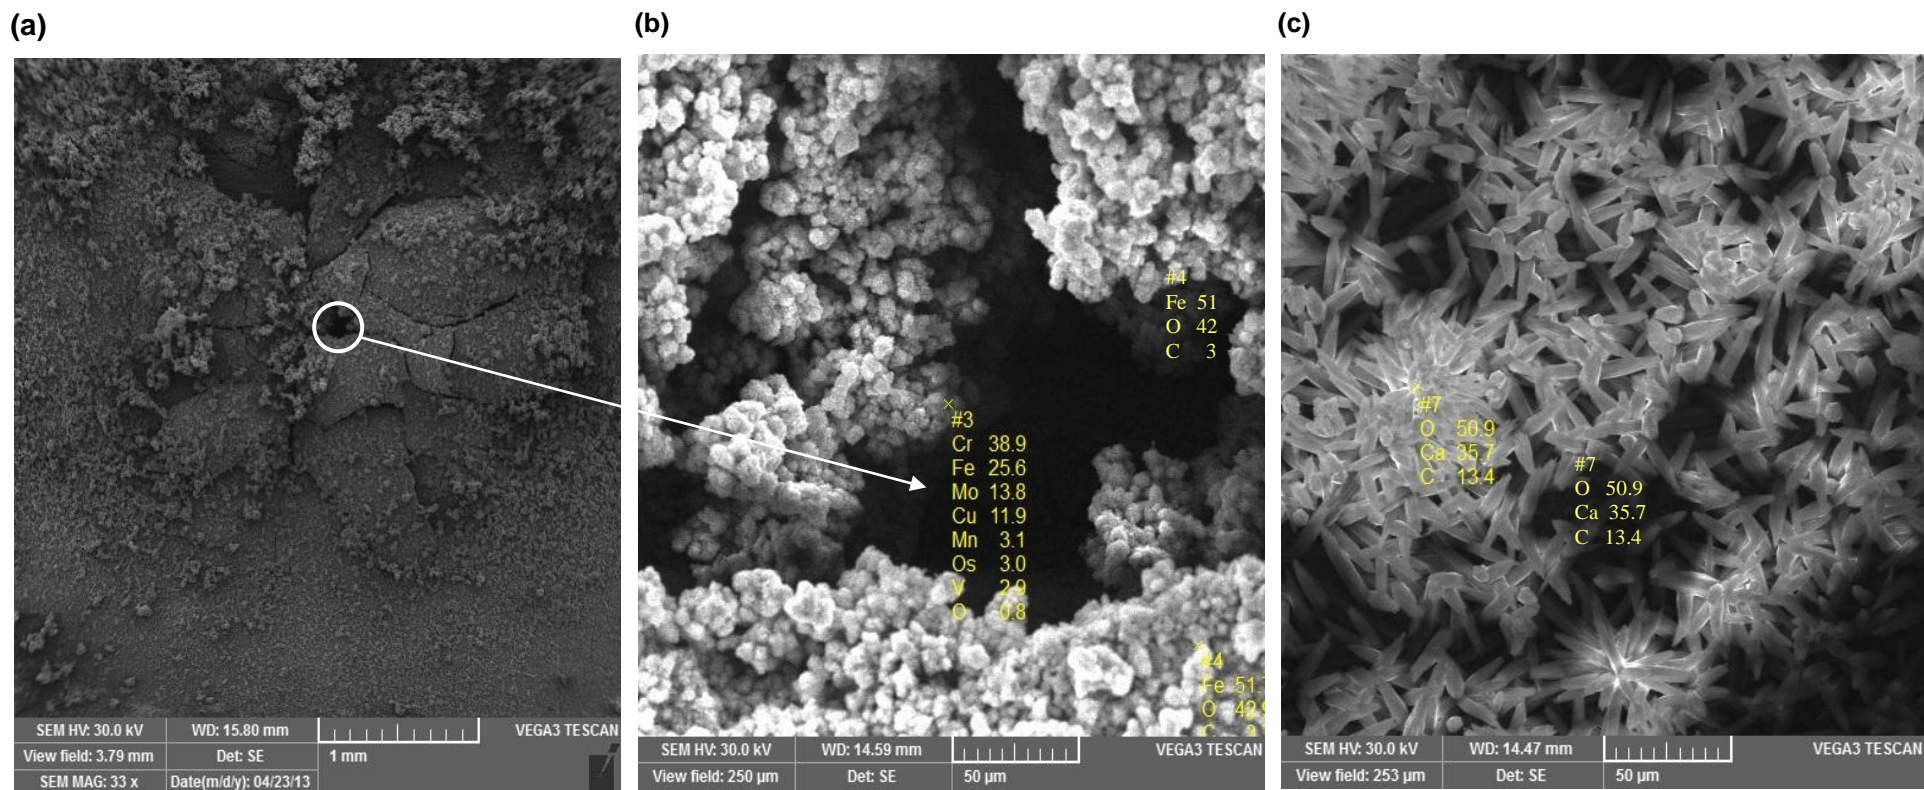 (a)
SEM HV: 30.0 kV
WD: 15.80 mm
VEGA3 TESCAN
View field: 3.79 mm
Det: SE
1 mm
SEM MAG: 33 x
Date(m/d/y): 04/23/13
(b)
#4
Fe 51
O 42
C 3
#3
Cr 38.9
Fe 25.6
Mo 13.8
Cu 11.9
Mn 3.1
Os 3.0
V 2.9
O 0.8
#4
Fe 51.
O 42.9
C 3
SEM HV: 30.0 kV
WD: 14.59 mm
VEGA3 TESCAN
View field: 250 µm
Det: SE
50 µm
(c)
#7
O 50.9
Ca 35.7
C 13.4
#7
O 50.9
Ca 35.7
C 13.4
SEM HV: 30.0 kV
WD: 14.47 mm
VEGA3 TESCAN
View field: 253 µm
Det: SE
50 µm